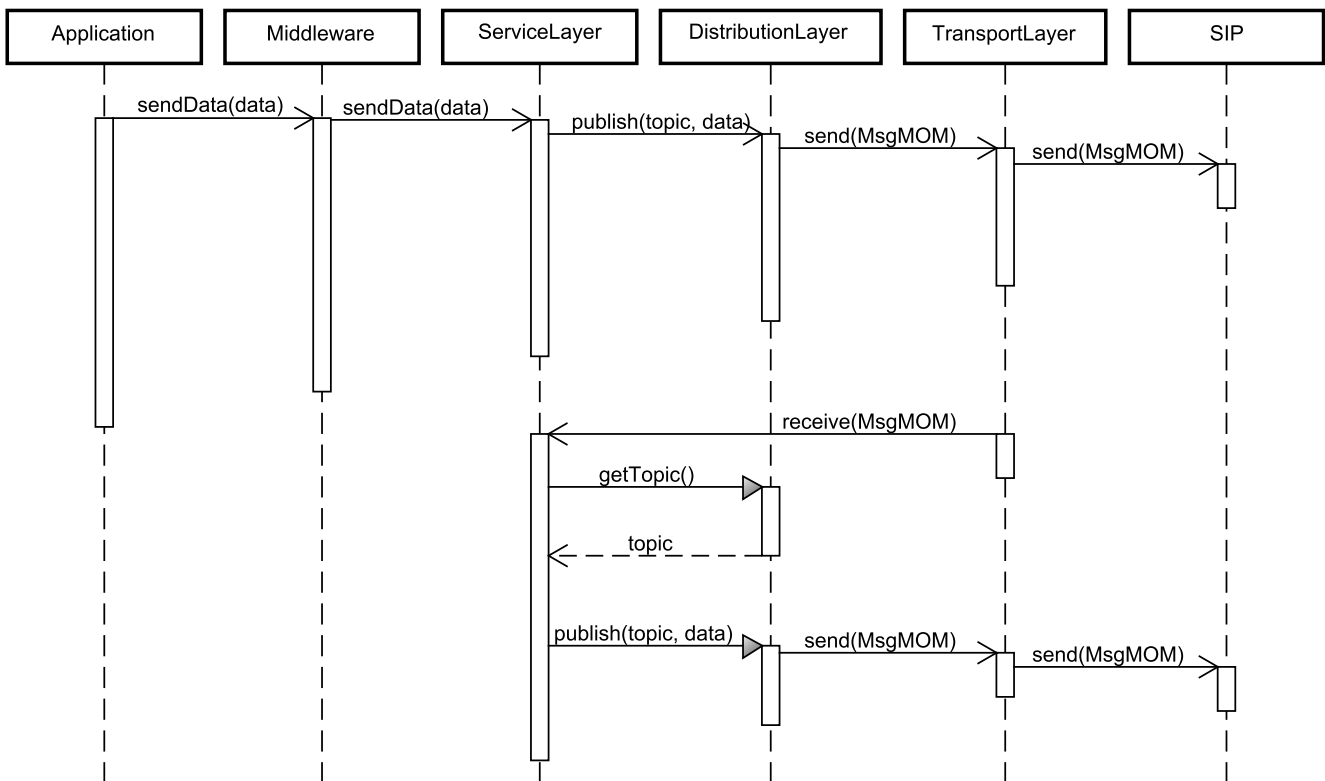 Application
Middleware
ServiceLayer
DistributionLayer
TransportLayer
SIP
sendData(data)
sendData(data)
publish(topic, data)
send(MsgMOM)
send(MsgMOM)
receive(MsgMOM)
getTopic()
topic
publish(topic, data)
send(MsgMOM)
send(MsgMOM)